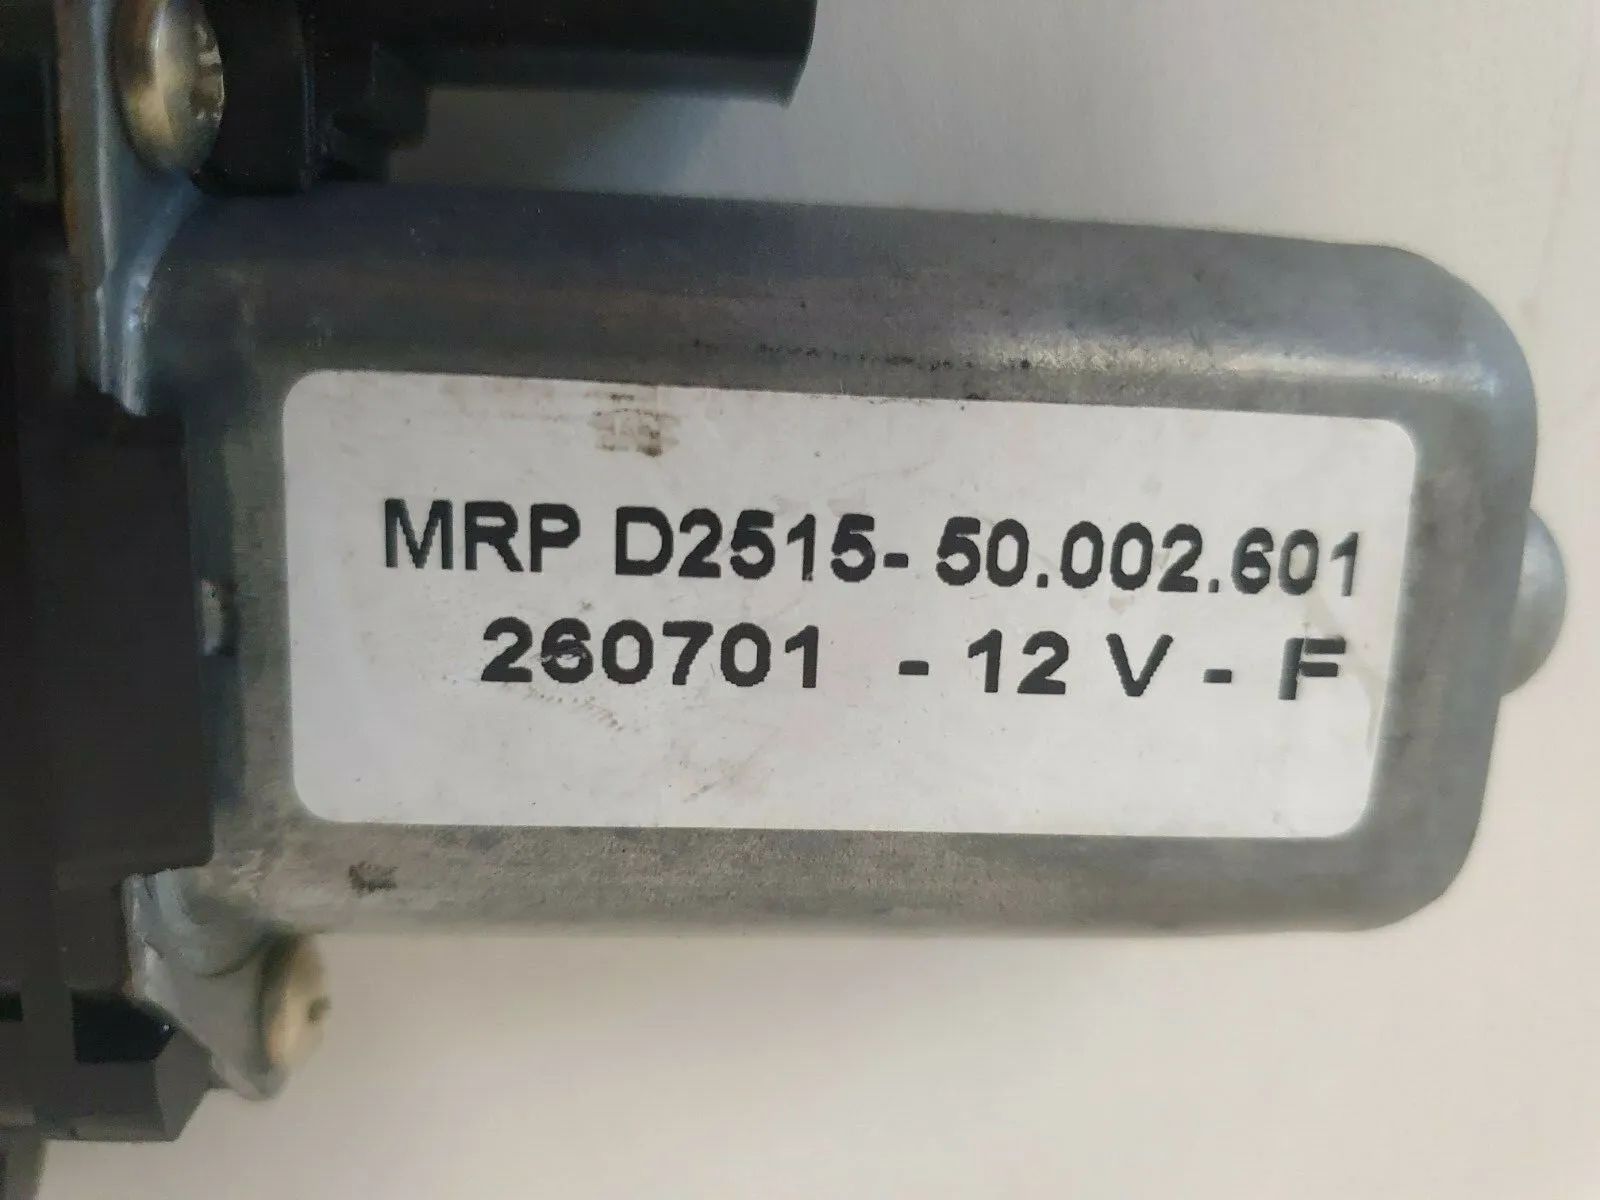 MRP D2515- 50.002.601
260701 - 12 V - F